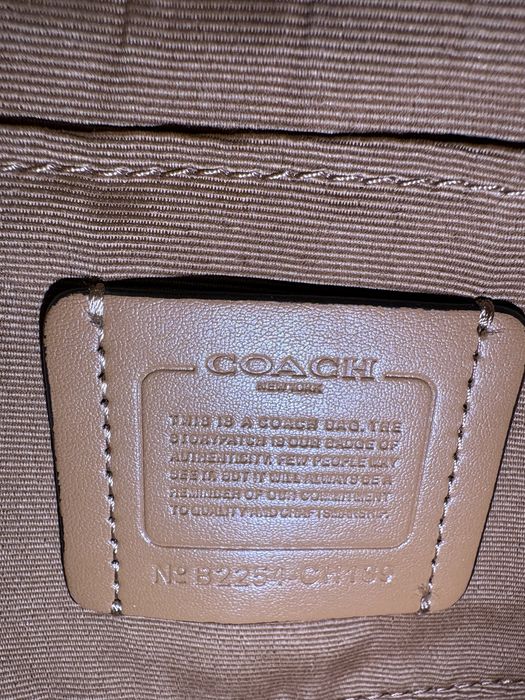 COACH
NEW YORK
THIS IS A COACH BAG. THE
STORYPATCH IS OUR BADGE OF
AUTHENTICITY. FEW PEOPLE MAY
SEE IT, BUT IT WILL ALWAYS BE A
REMINDER OF OUR COMMITMENT
TO QUALITY AND CRAFTSMANSHIP.